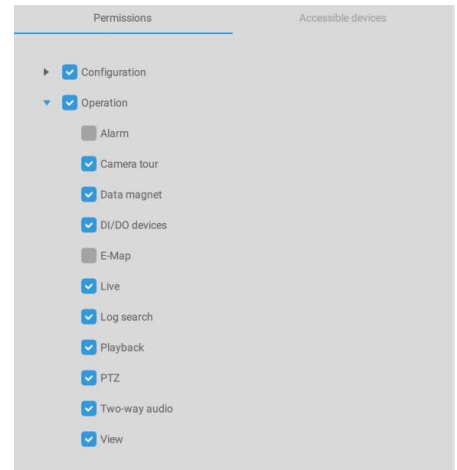 Permissions Accessible devices
Configuration
Operation
Alarm
Camera tour
Data magnet
DI/DO devices
E-Map
Live
Log search
Playback
PTZ
Two-way audio
View